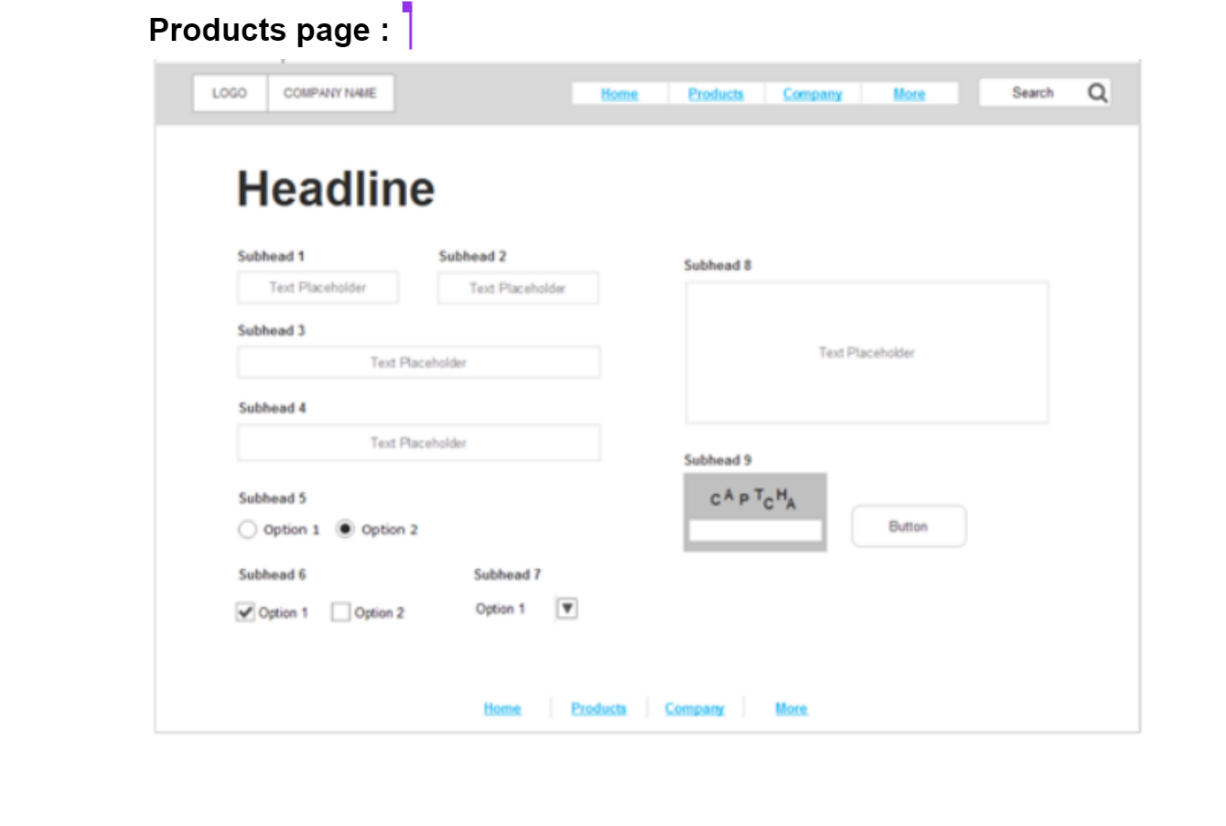 Products page :
LOGO COMPANY NAME Home Products Company More Search
Headline
Subhead 1 Subhead 2
Text Placeholder Text Placeholder
Subhead 3
Text Placeholder
Subhead 4
Text Placeholder
Subhead 5
Option 1 Option 2
Subhead 6 Subhead 7
Option 1 Option 2 Option 1
Subhead 8
Text Placeholder
Subhead 9
CAPTCHA
Button
Home Products Company More